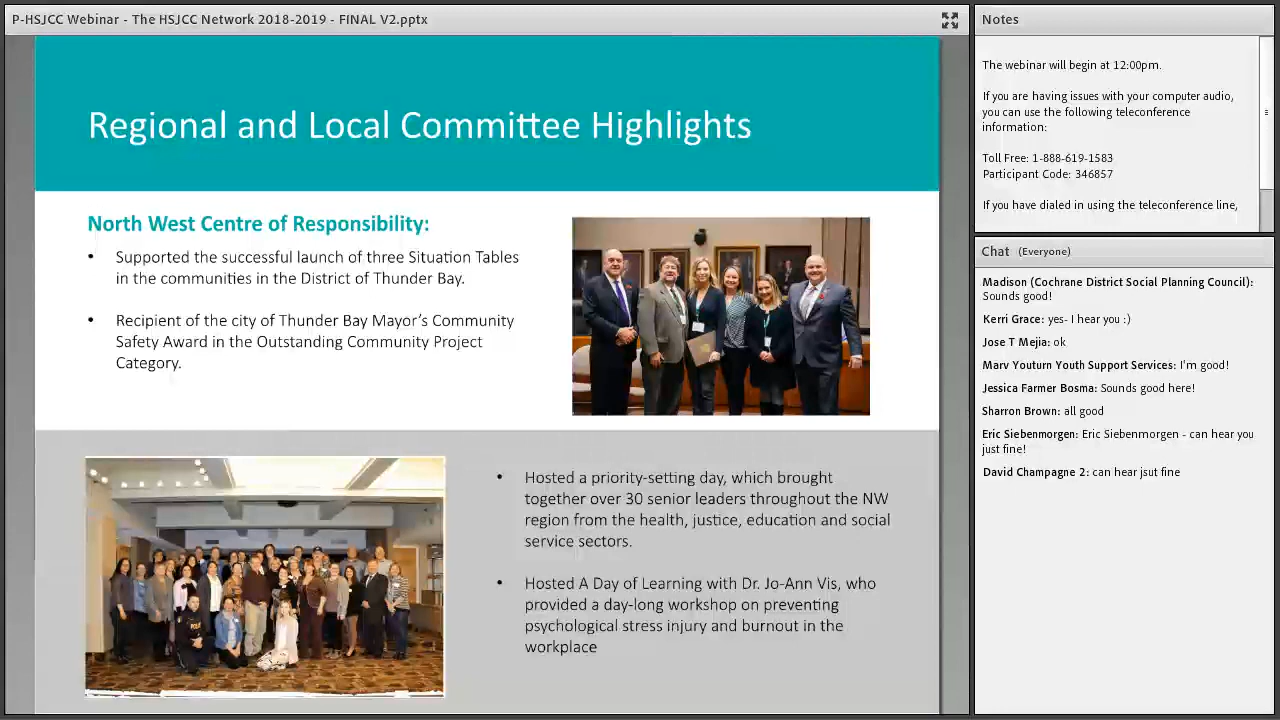 P-HSJCC Webinar - The HSJCC Network 2018-2019 - FINAL V2.pptx
Regional and Local Committee Highlights
North West Centre of Responsibility:
• Supported the successful launch of three Situation Tables
in the communities in the District of Thunder Bay.
• Recipient of the city of Thunder Bay Mayor’s Community
Safety Award in the Outstanding Community Project
Category.
• Hosted a priority-setting day, which brought
together over 30 senior leaders throughout the NW
region from the health, justice, education and social
service sectors.
• Hosted A Day of Learning with Dr. Jo-Ann Vis, who
provided a day-long workshop on preventing
psychological stress injury and burnout in the
workplace
Notes
The webinar will begin at 12:00pm.
If you are having issues with your computer audio,
you can use the following teleconference
information:
Toll Free: 1-888-619-1583
Participant Code: 346857
If you have dialed in using the teleconference line,
Chat (Everyone)
Madison (Cochrane District Social Planning Council):
Sounds good!
Kerri Grace: yes- I hear you :)
Jose T Mejia: ok
Marv Youturn Youth Support Services: I'm good!
Jessica Farmer Bosma: Sounds good here!
Sharron Brown: all good
Eric Siebenmorgen: Eric Siebenmorgen - can hear you
just fine!
David Champagne 2: can hear jsut fine